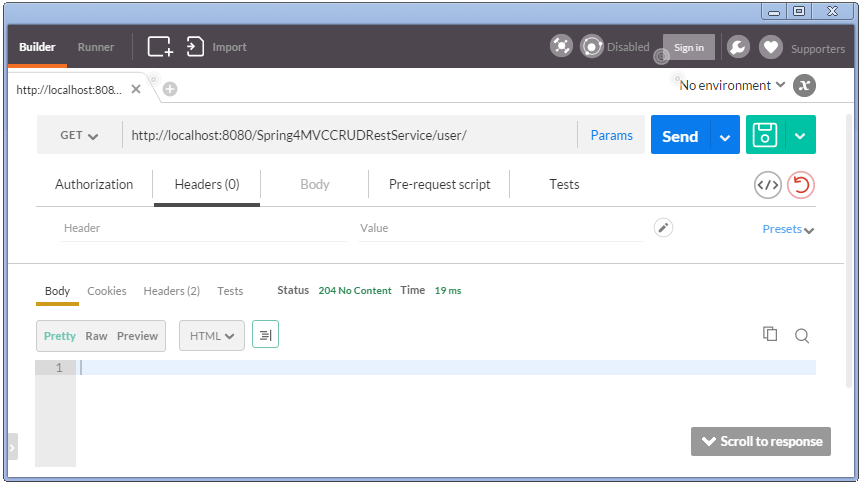 Builder Runner Import Disabled Sign in Supporters
http://localhost:808... No environment
GET http://localhost:8080/Spring4MVCCRUDRestService/user/ Params Send
Authorization Headers (0) Body Pre-request script Tests
Header Value Presets
Body Cookies Headers (2) Tests Status 204 No Content Time 19 ms
Pretty Raw Preview HTML
1
Scroll to response